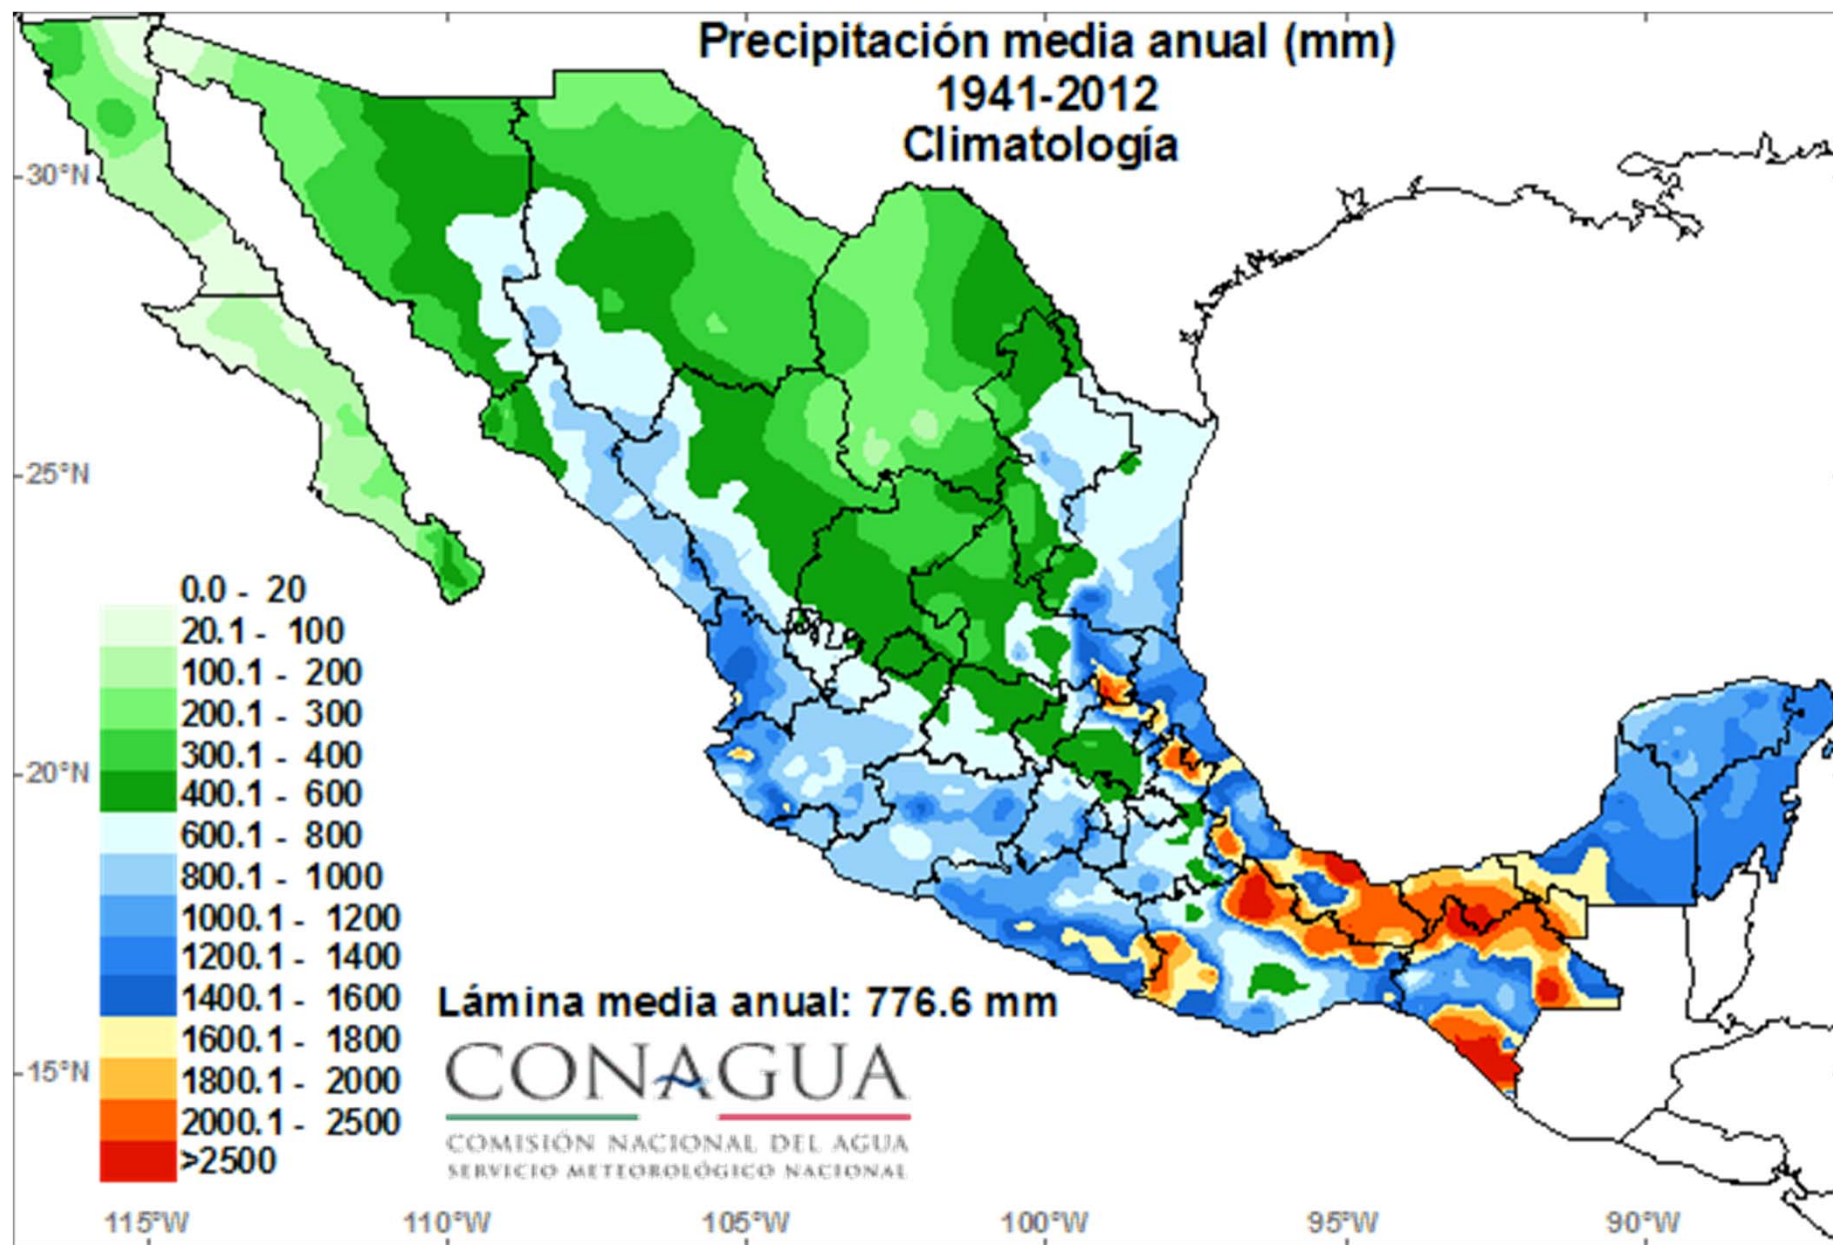 Precipitación media anual (mm)
1941-2012
Climatología
30°N
25°N
20°N
15°N
0.0 - 20
20.1 - 100
100.1 - 200
200.1 - 300
300.1 - 400
400.1 - 600
600.1 - 800
800.1 - 1000
1000.1 - 1200
1200.1 - 1400
1400.1 - 1600
1600.1 - 1800
1800.1 - 2000
2000.1 - 2500
>2500
Lámina media anual: 776.6 mm
CONAGUA
COMISIÓN NACIONAL DEL AGUA
SERVICIO METEOROLÓGICO NACIONAL
115°W 110°W 105°W 100°W 95°W 90°W